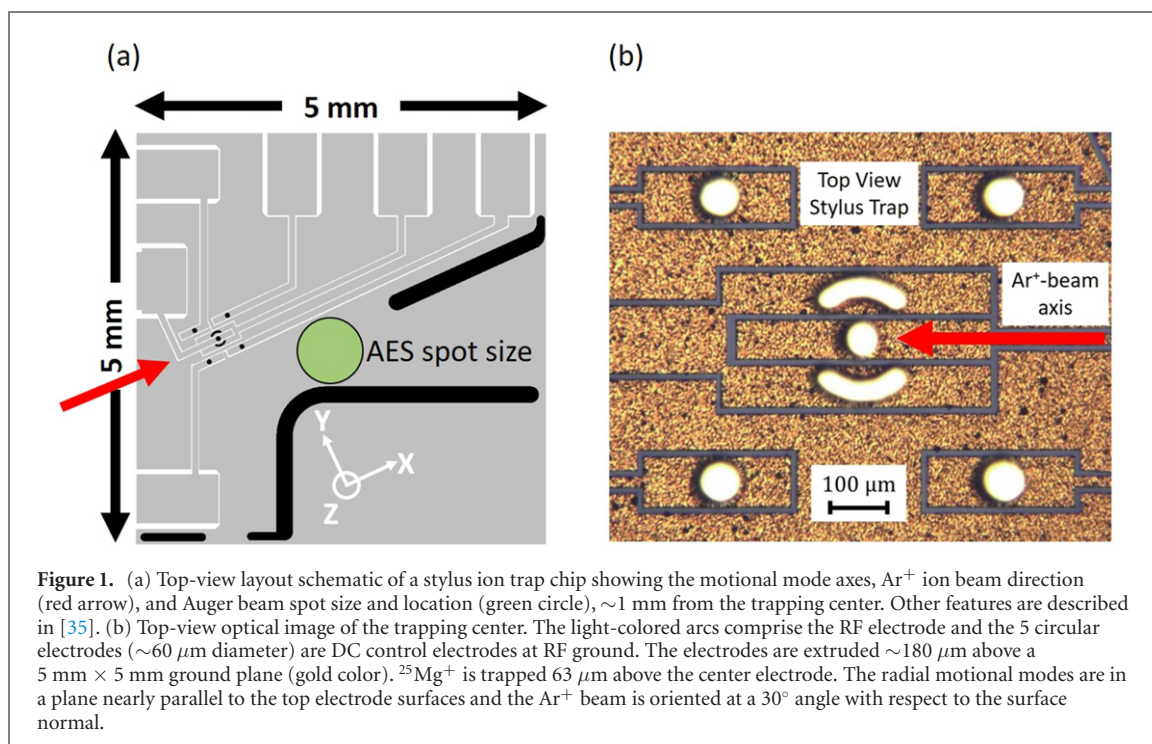 (a)
(b)
5 mm
5 mm
AES spot size
Y
X
Z
Top View
Stylus Trap
Ar⁺-beam
axis
100 μm
Figure 1. (a) Top-view layout schematic of a stylus ion trap chip showing the motional mode axes, Ar⁺ ion beam direction
(red arrow), and Auger beam spot size and location (green circle), ∼1 mm from the trapping center. Other features are described
in [35]. (b) Top-view optical image of the trapping center. The light-colored arcs comprise the RF electrode and the 5 circular
electrodes (∼60 μm diameter) are DC control electrodes at RF ground. The electrodes are extruded ∼180 μm above a
5 mm × 5 mm ground plane (gold color). ²⁵Mg⁺ is trapped 63 μm above the center electrode. The radial motional modes are in
a plane nearly parallel to the top electrode surfaces and the Ar⁺ beam is oriented at a 30° angle with respect to the surface
normal.